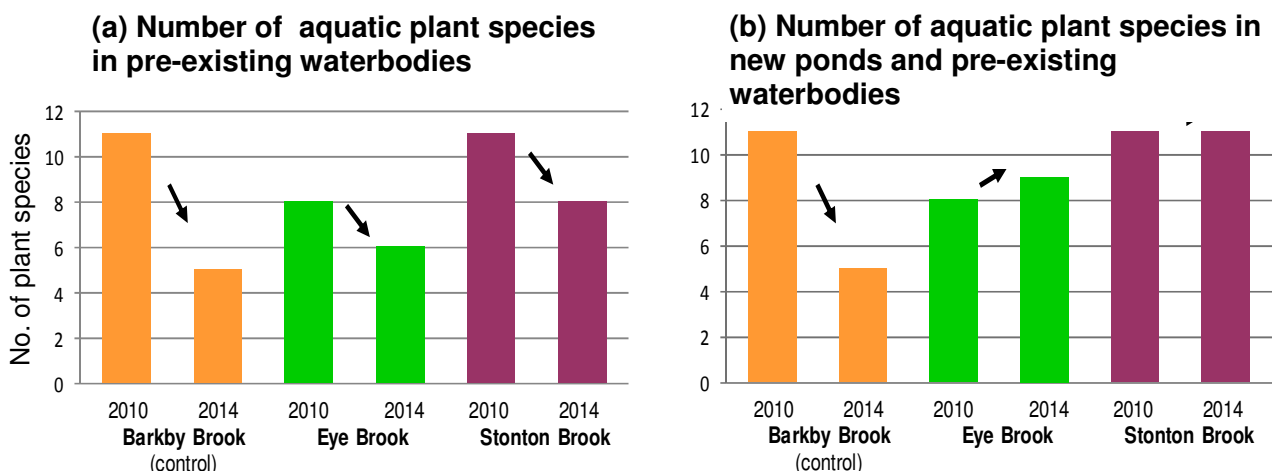 (a) Number of aquatic plant species
in pre-existing waterbodies
No. of plant species
12
10
8
6
4
2
0
2010 2014 2010 2014 2010 2014
Barkby Brook Eye Brook Stonton Brook
(control)
(b) Number of aquatic plant species in
new ponds and pre-existing
waterbodies
12
10
8
6
4
2
0
2010 2014 2010 2014 2010 2014
Barkby Brook Eye Brook Stonton Brook
(control)